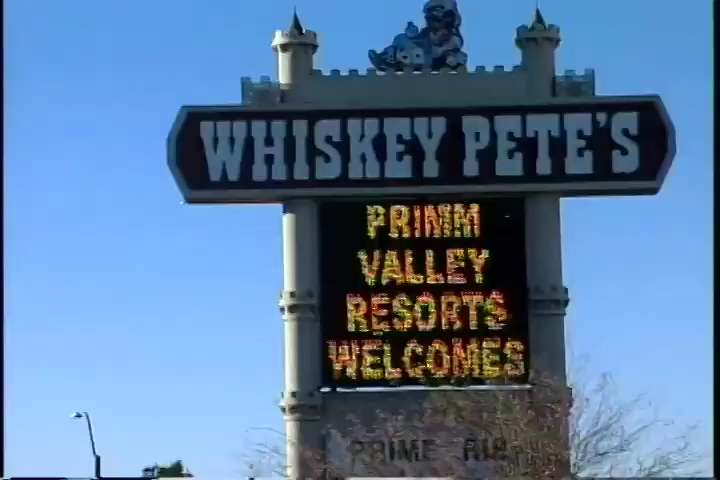 WHISKEY PETE'S
PRIMM
VALLEY
RESORTS
WELCOMES
PRIME RIB